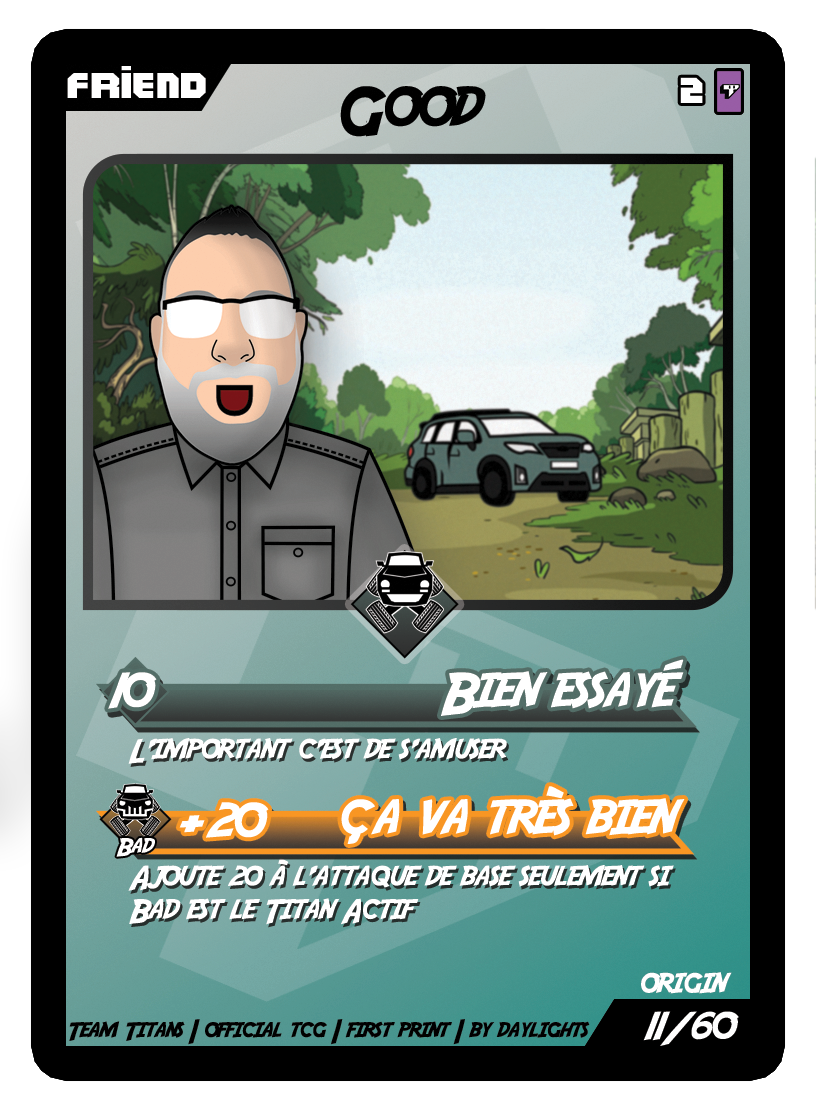 FRiEND
GOOD
2
10
BIEN ESSAYÉ
L'IMPORTANT C'EST DE S'AMUSER
BAD
+20
ÇA VA TRÈS BIEN
AJOUTE 20 À L'ATTAQUE DE BASE SEULEMENT SI
BAD EST LE TITAN ACTIF
ORIGIN
TEAM TITANS | OFFICIAL TCG | FIRST PRINT | BY DAYLIGHTS
11/60